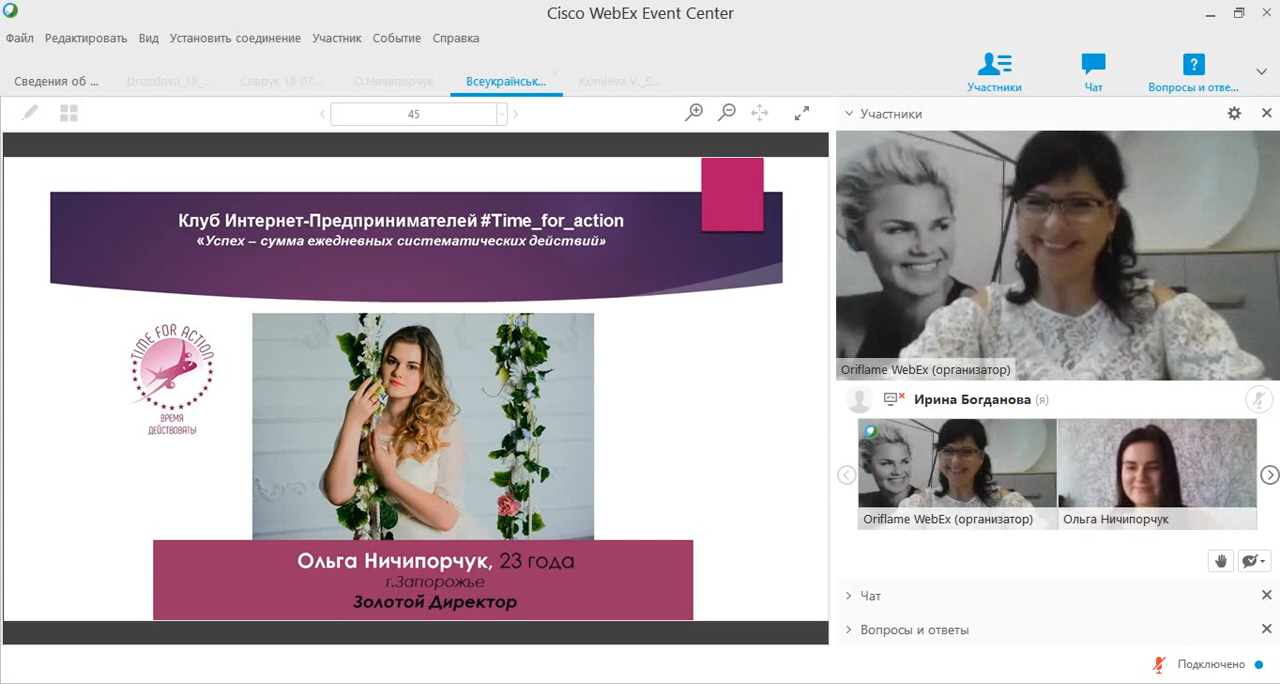 Cisco WebEx Event Center
Файл Редактировать Вид Установить соединение Участник Событие Справка
Сведения об ... Drozdova_18_... Севрук 18 07... О.Ничипорчук Всеукраїнськ... Komleva V._S...
Участники Чат Вопросы и отве...
45
Участники
Клуб Интернет-Предпринимателей #Time_for_action
«Успех – сумма ежедневных систематических действий»
TIME FOR ACTION
ВРЕМЯ
ДЕЙСТВОВАТЬ!
Ольга Ничипорчук, 23 года
г.Запорожье
Золотой Директор
Oriflame WebEx (организатор)
Ирина Богданова (я)
Oriflame WebEx (организатор) Ольга Ничипорчук
Чат
Вопросы и ответы
Подключено